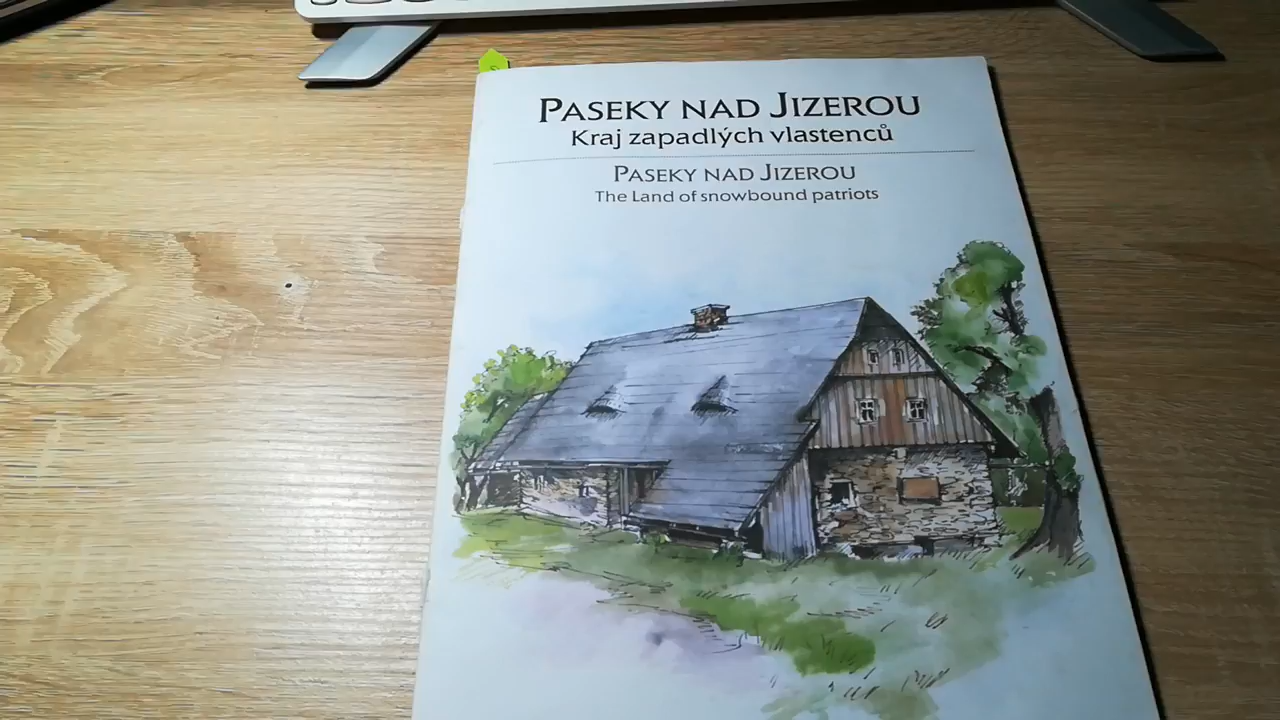 PASEKY NAD JIZEROU
Kraj zapadlých vlastenců
PASEKY NAD JIZEROU
The Land of snowbound patriots